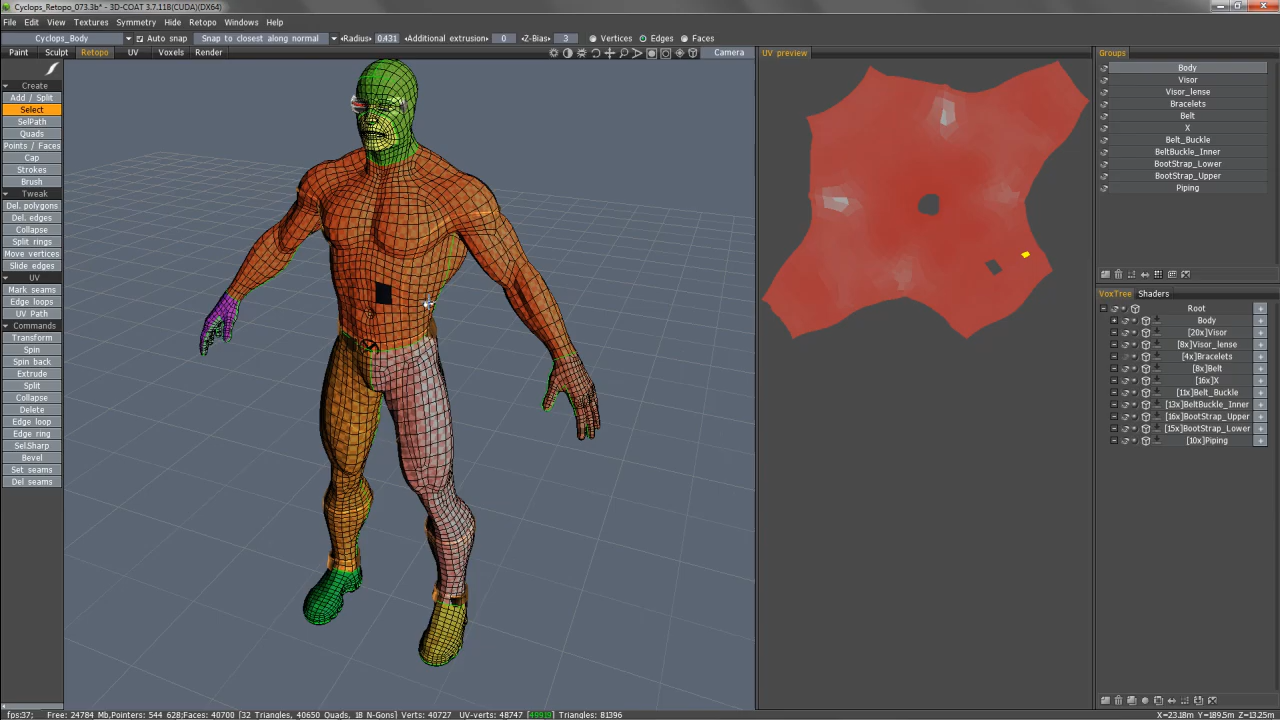 Cyclops_Retopo_073.3b* - 3D-COAT 3.7.11B(CUDA)(DX64)
File Edit View Textures Symmetry Hide Retopo Windows Help
Cyclops_Body Auto snap Snap to closest along normal Radius 0.431 Additional extrusion 0 Z-Bias 3 Vertices Edges Faces
Paint Sculpt Retopo UV Voxels Render Camera
UV preview
Groups
Create
Add / Split
Select
SelPath
Quads
Points / Faces
Cap
Strokes
Brush
Tweak
Del. polygons
Del. edges
Collapse
Split rings
Move vertices
Slide edges
UV
Mark seams
Edge loops
UV Path
Commands
Transform
Spin
Spin back
Extrude
Split
Collapse
Delete
Edge loop
Edge ring
Sel.Sharp
Bevel
Set seams
Del seams
Body
Visor
Visor_lense
Bracelets
Belt
X
Belt_Buckle
BeltBuckle_Inner
BootStrap_Lower
BootStrap_Upper
Piping
VoxTree Shaders
Root
Body
[20x]Visor
[8x]Visor_lense
[4x]Bracelets
[8x]Belt
[16x]X
[11x]Belt_Buckle
[13x]BeltBuckle_Inner
[16x]BootStrap_Upper
[15x]BootStrap_Lower
[10x]Piping
fps:37; Free: 24784 Mb,Pointers: 544 628;Faces: 40700 [32 Triangles, 40650 Quads, 18 N-Gons] Verts: 40727 UV-verts: 48747 [49919] Triangles: 81396
X=23.18m Y=189.5m Z=13.25m